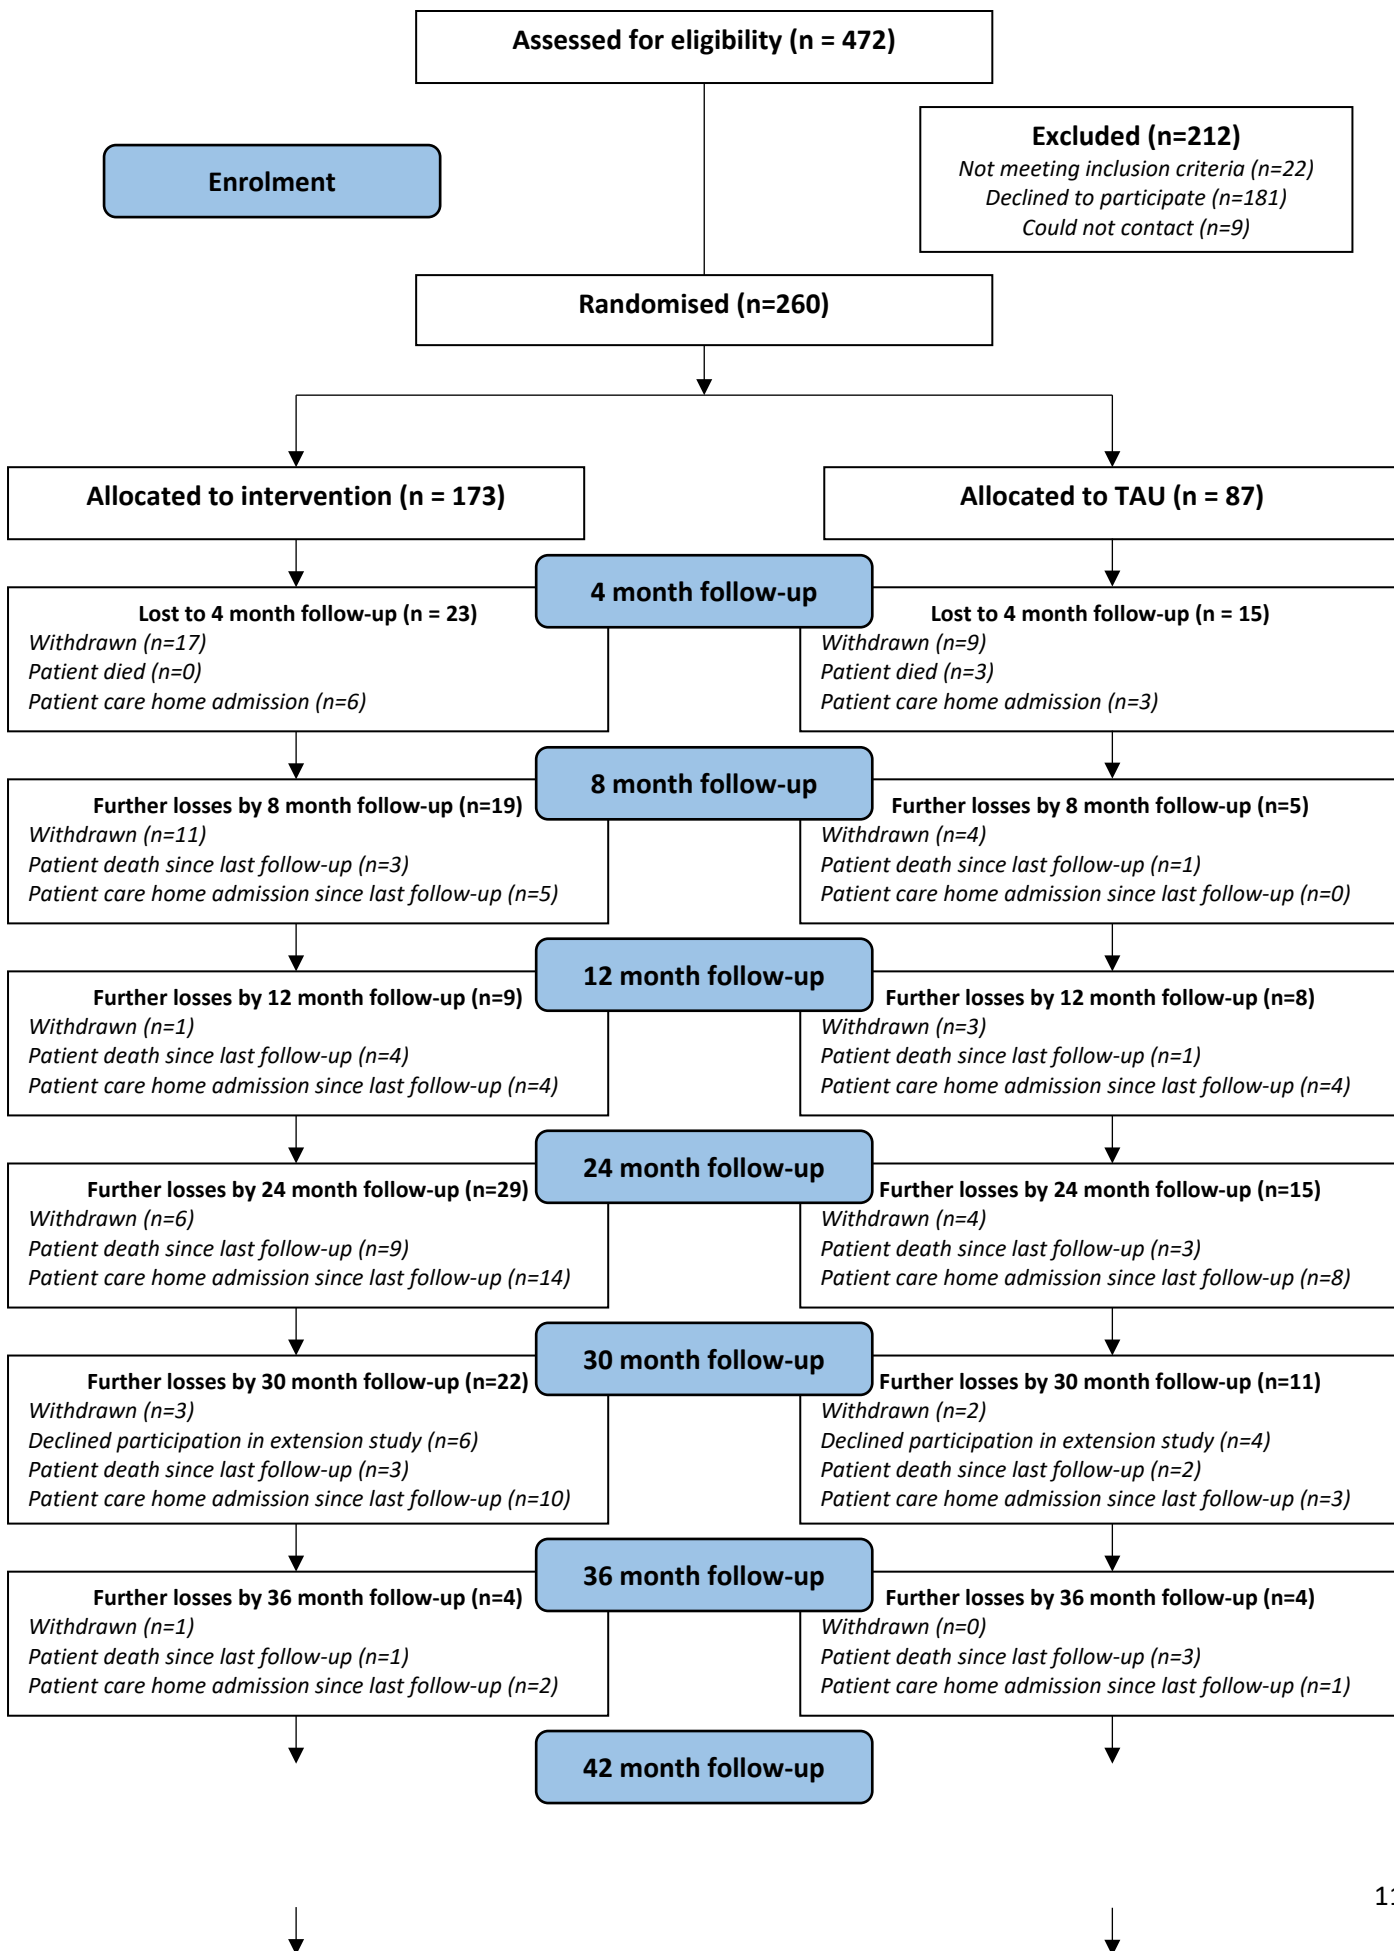 Assessed for eligibility (n = 472)
Excluded (n=212)
Not meeting inclusion criteria (n=22)
Declined to participate (n=181)
Could not contact (n=9)
Enrolment
Randomised (n=260)
Allocated to intervention (n = 173)
Allocated to TAU (n = 87)
4 month follow-up
Lost to 4 month follow-up (n = 23)
Withdrawn (n=17)
Patient died (n=0)
Patient care home admission (n=6)
Lost to 4 month follow-up (n = 15)
Withdrawn (n=9)
Patient died (n=3)
Patient care home admission (n=3)
8 month follow-up
Further losses by 8 month follow-up (n=19)
Withdrawn (n=11)
Patient death since last follow-up (n=3)
Patient care home admission since last follow-up (n=5)
Further losses by 8 month follow-up (n=5)
Withdrawn (n=4)
Patient death since last follow-up (n=1)
Patient care home admission since last follow-up (n=0)
12 month follow-up
Further losses by 12 month follow-up (n=9)
Withdrawn (n=1)
Patient death since last follow-up (n=4)
Patient care home admission since last follow-up (n=4)
Further losses by 12 month follow-up (n=8)
Withdrawn (n=3)
Patient death since last follow-up (n=1)
Patient care home admission since last follow-up (n=4)
24 month follow-up
Further losses by 24 month follow-up (n=29)
Withdrawn (n=6)
Patient death since last follow-up (n=9)
Patient care home admission since last follow-up (n=14)
Further losses by 24 month follow-up (n=15)
Withdrawn (n=4)
Patient death since last follow-up (n=3)
Patient care home admission since last follow-up (n=8)
30 month follow-up
Further losses by 30 month follow-up (n=22)
Withdrawn (n=3)
Declined participation in extension study (n=6)
Patient death since last follow-up (n=3)
Patient care home admission since last follow-up (n=10)
Further losses by 30 month follow-up (n=11)
Withdrawn (n=2)
Declined participation in extension study (n=4)
Patient death since last follow-up (n=2)
Patient care home admission since last follow-up (n=3)
36 month follow-up
Further losses by 36 month follow-up (n=4)
Withdrawn (n=1)
Patient death since last follow-up (n=1)
Patient care home admission since last follow-up (n=2)
Further losses by 36 month follow-up (n=4)
Withdrawn (n=0)
Patient death since last follow-up (n=3)
Patient care home admission since last follow-up (n=1)
42 month follow-up
11